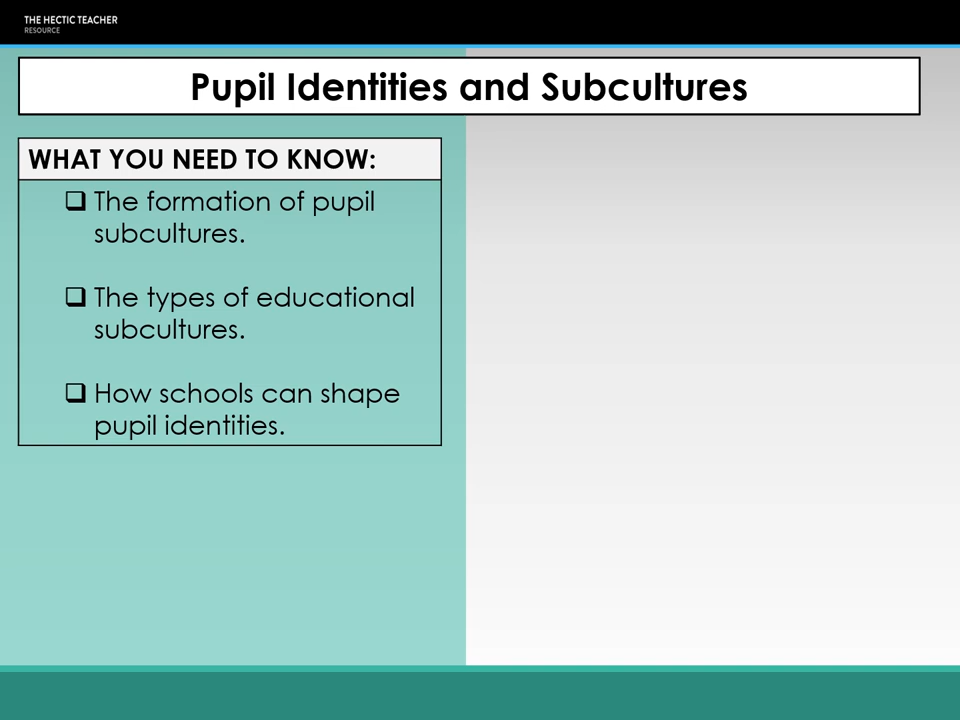 THE HECTIC TEACHER
RESOURCE
Pupil Identities and Subcultures
WHAT YOU NEED TO KNOW:
❑ The formation of pupil
subcultures.
❑ The types of educational
subcultures.
❑ How schools can shape
pupil identities.